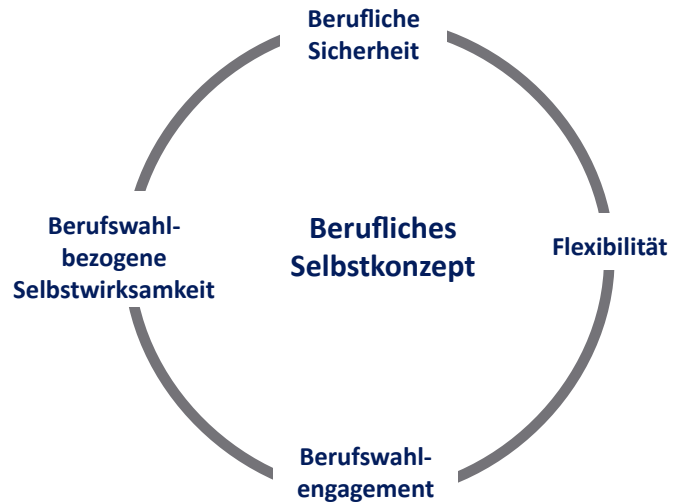 Berufliche
Sicherheit
Berufswahl-
bezogene
Selbstwirksamkeit
Berufliches
Selbstkonzept
Flexibilität
Berufswahl-
engagement